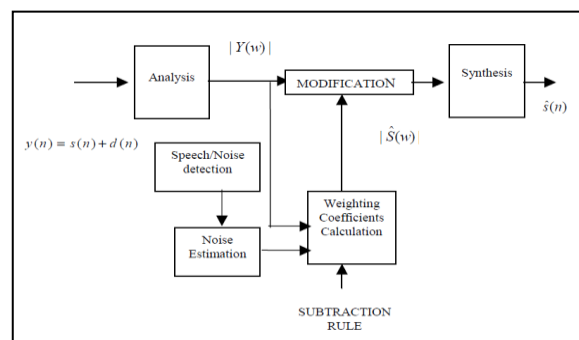 |Y(w)|
Analysis
MODIFICATION
Synthesis
ŝ(n)
y(n) = s(n) + d(n)
|Ŝ(w)|
Speech/Noise
detection
Weighting
Coefficients
Calculation
Noise
Estimation
SUBTRACTION
RULE